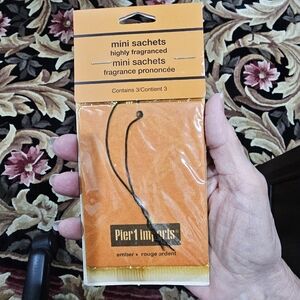 mini sachets
highly fragranced
mini sachets
fragrance prononcée
Contains 3/Contient 3
Pier 1 imports
ember • rouge ardent